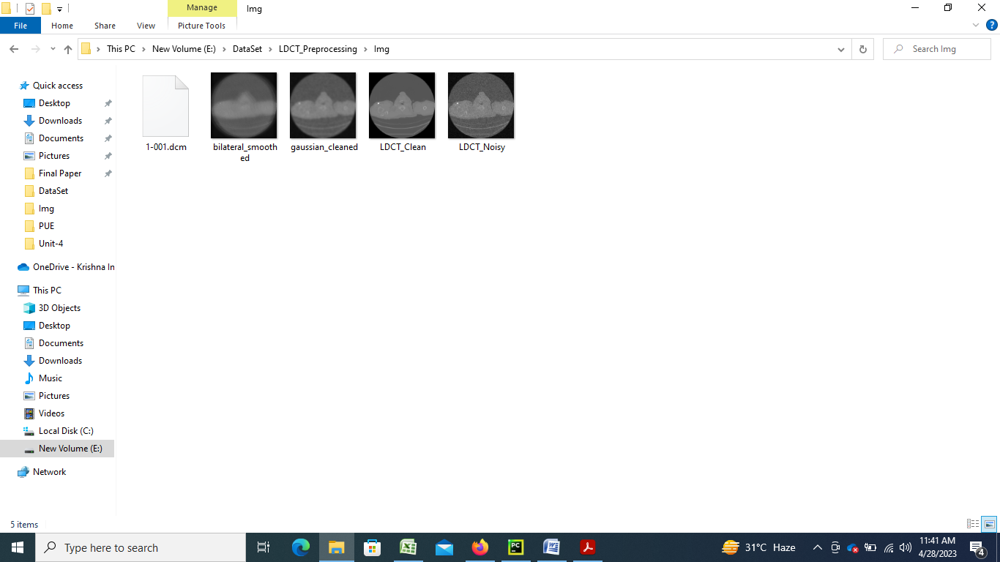 Manage
Img
File
Home
Share
View
Picture Tools
This PC
New Volume (E:)
DataSet
LDCT_Preprocessing
Img
Search Img
Quick access
Desktop
Downloads
Documents
Pictures
Final Paper
DataSet
Img
PUE
Unit-4
OneDrive - Krishna In
This PC
3D Objects
Desktop
Documents
Downloads
Music
Pictures
Videos
Local Disk (C:)
New Volume (E:)
Network
1-001.dcm
bilateral_smooth
ed
gaussian_cleaned
LDCT_Clean
LDCT_Noisy
5 items
Type here to search
31°C Haze
11:41 AM
4/28/2023
4